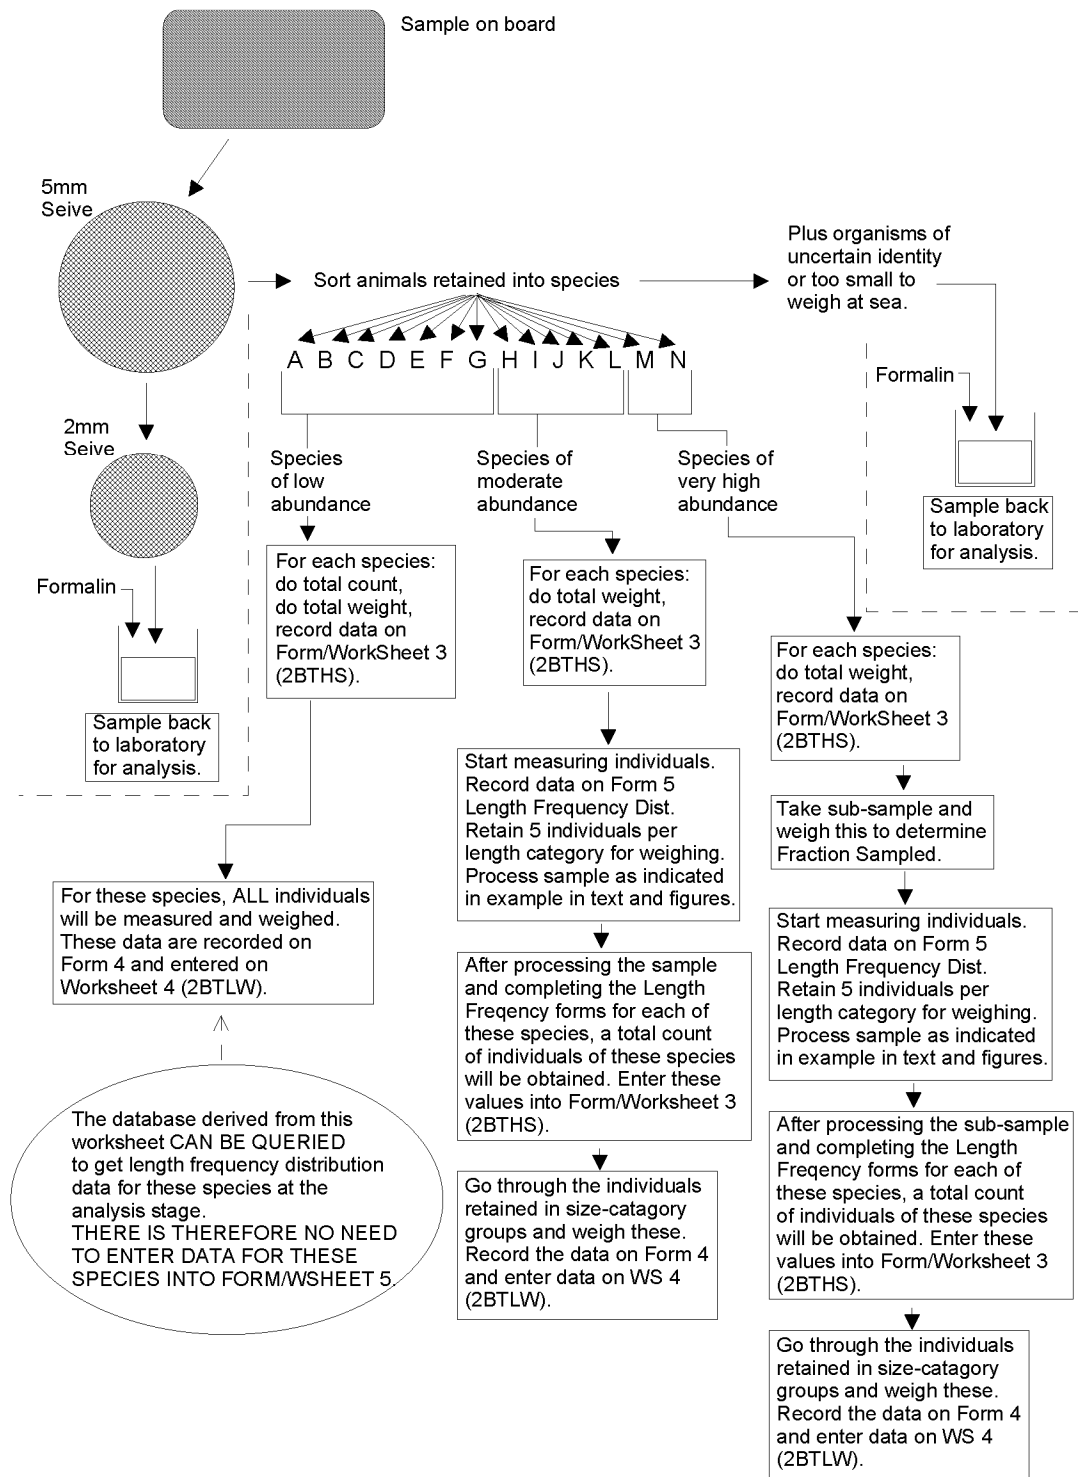 Sample on board
5mm
Seive
Sort animals retained into species
Plus organisms of
uncertain identity
or too small to
weigh at sea.
A B C D E F G H I J K L M N
Formalin
Sample back
to laboratory
for analysis.
2mm
Seive
Formalin
Sample back
to laboratory
for analysis.
Species
of low
abundance
Species of
moderate
abundance
Species of
very high
abundance
For each species:
do total count,
do total weight,
record data on
Form/WorkSheet 3
(2BTHS).
For these species, ALL individuals
will be measured and weighed.
These data are recorded on
Form 4 and entered on
Worksheet 4 (2BTLW).
The database derived from this
worksheet CAN BE QUERIED
to get length frequency distribution
data for these species at the
analysis stage.
THERE IS THEREFORE NO NEED
TO ENTER DATA FOR THESE
SPECIES INTO FORM/WSHEET 5.
For each species:
do total weight,
record data on
Form/WorkSheet 3
(2BTHS).
Start measuring individuals.
Record data on Form 5
Length Frequency Dist.
Retain 5 individuals per
length category for weighing.
Process sample as indicated
in example in text and figures.
After processing the sample
and completing the Length
Freqency forms for each of
these species, a total count
of individuals of these species
will be obtained. Enter these
values into Form/Worksheet 3
(2BTHS).
Go through the individuals
retained in size-catagory
groups and weigh these.
Record the data on Form 4
and enter data on WS 4
(2BTLW).
For each species:
do total weight,
record data on
Form/WorkSheet 3
(2BTHS).
Take sub-sample and
weigh this to determine
Fraction Sampled.
Start measuring individuals.
Record data on Form 5
Length Frequency Dist.
Retain 5 individuals per
length category for weighing.
Process sample as indicated
in example in text and figures.
After processing the sub-sample
and completing the Length
Freqency forms for each of
these species, a total count
of individuals of these species
will be obtained. Enter these
values into Form/Worksheet 3
(2BTHS).
Go through the individuals
retained in size-catagory
groups and weigh these.
Record the data on Form 4
and enter data on WS 4
(2BTLW).